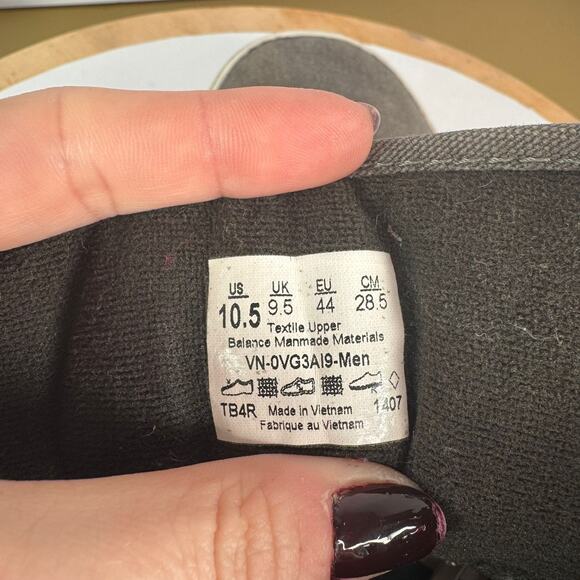 US UK EU CM
10.5 9.5 44 28.5
Textile Upper
Balance Manmade Materials
VN-0VG3AI9-Men
TB4R Made in Vietnam 1407
Fabrique au Vietnam